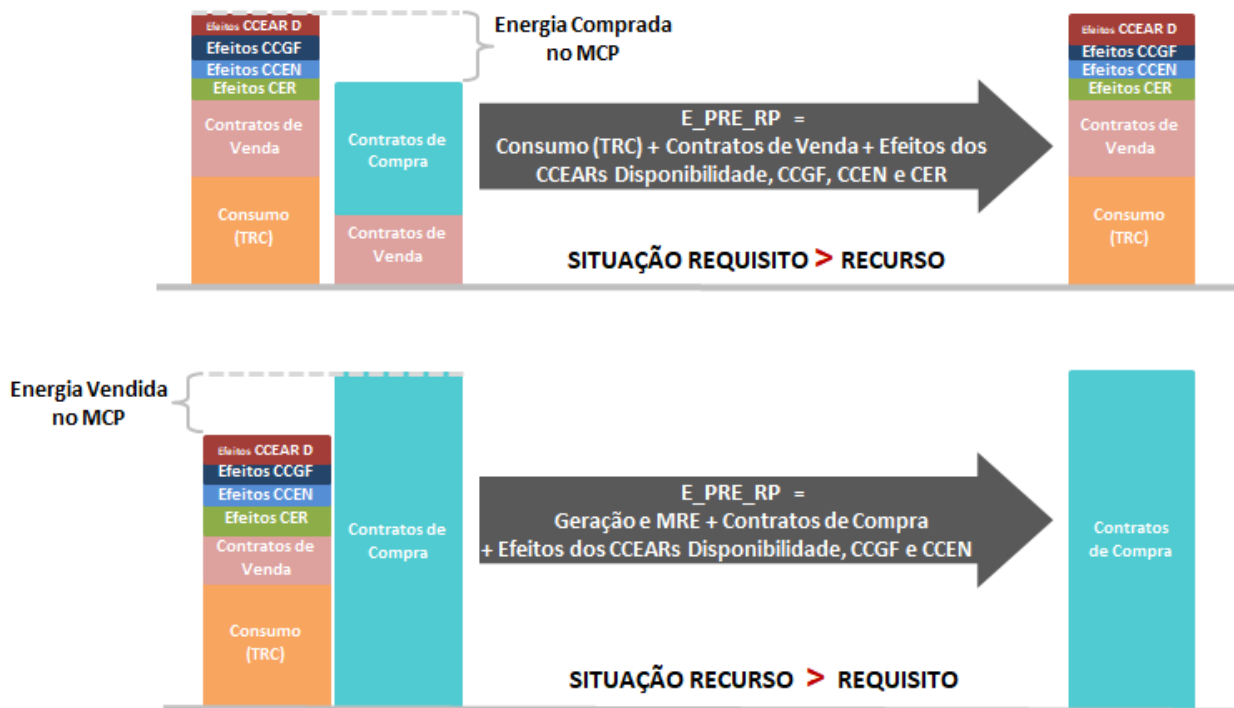 Efeitos CCEAR D
Efeitos CCGF
Efeitos CCEN
Efeitos CER
Contratos de
Venda
Consumo
(TRC)
Contratos de
Compra
Contratos de
Venda
Energia Comprada
no MCP
E_PRE_RP =
Consumo (TRC) + Contratos de Venda + Efeitos dos
CCEARs Disponibilidade, CCGF, CCEN e CER
SITUAÇÃO REQUISITO > RECURSO
Efeitos CCEAR D
Efeitos CCGF
Efeitos CCEN
Efeitos CER
Contratos de
Venda
Consumo
(TRC)
Energia Vendida
no MCP
Efeitos CCEAR D
Efeitos CCGF
Efeitos CCEN
Efeitos CER
Contratos de
Venda
Consumo
(TRC)
Contratos de
Compra
E_PRE_RP =
Geração e MRE + Contratos de Compra
+ Efeitos dos CCEARs Disponibilidade, CCGF e CCEN
SITUAÇÃO RECURSO > REQUISITO
Contratos
de Compra